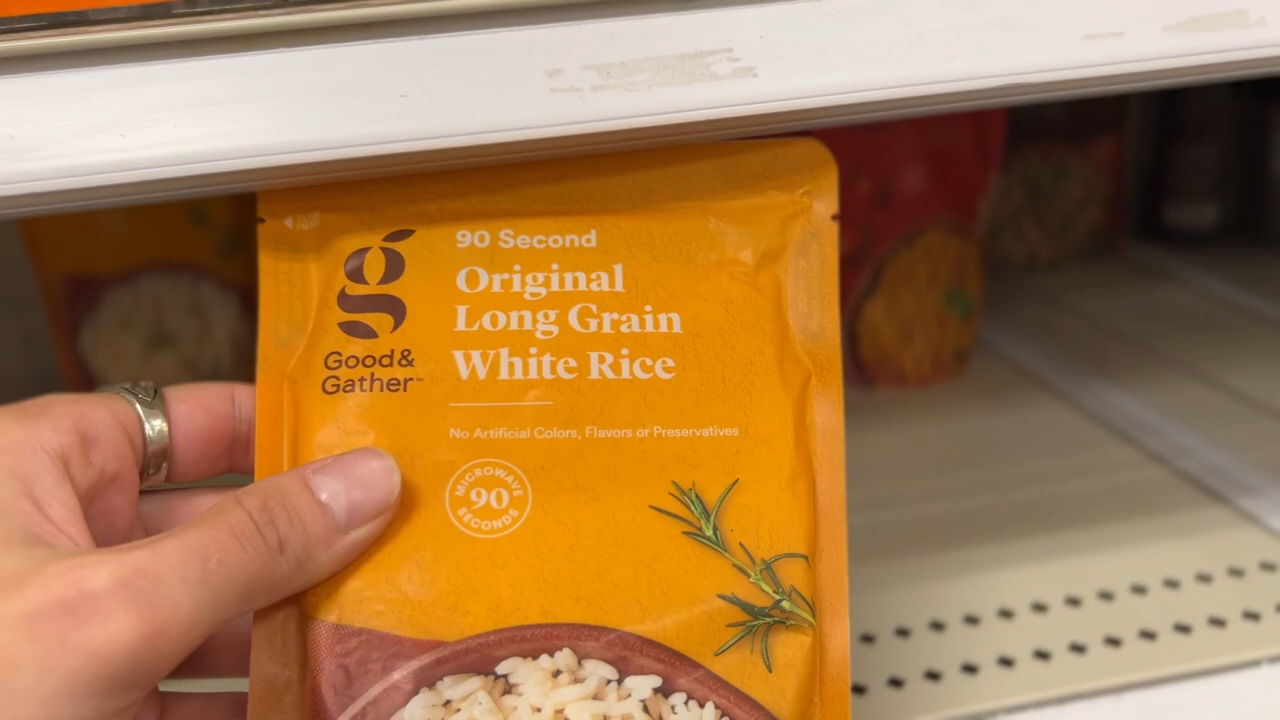 90 Second
Original
Long Grain
White Rice
Good&
Gather™
No Artificial Colors, Flavors or Preservatives
MICROWAVE
90
SECONDS